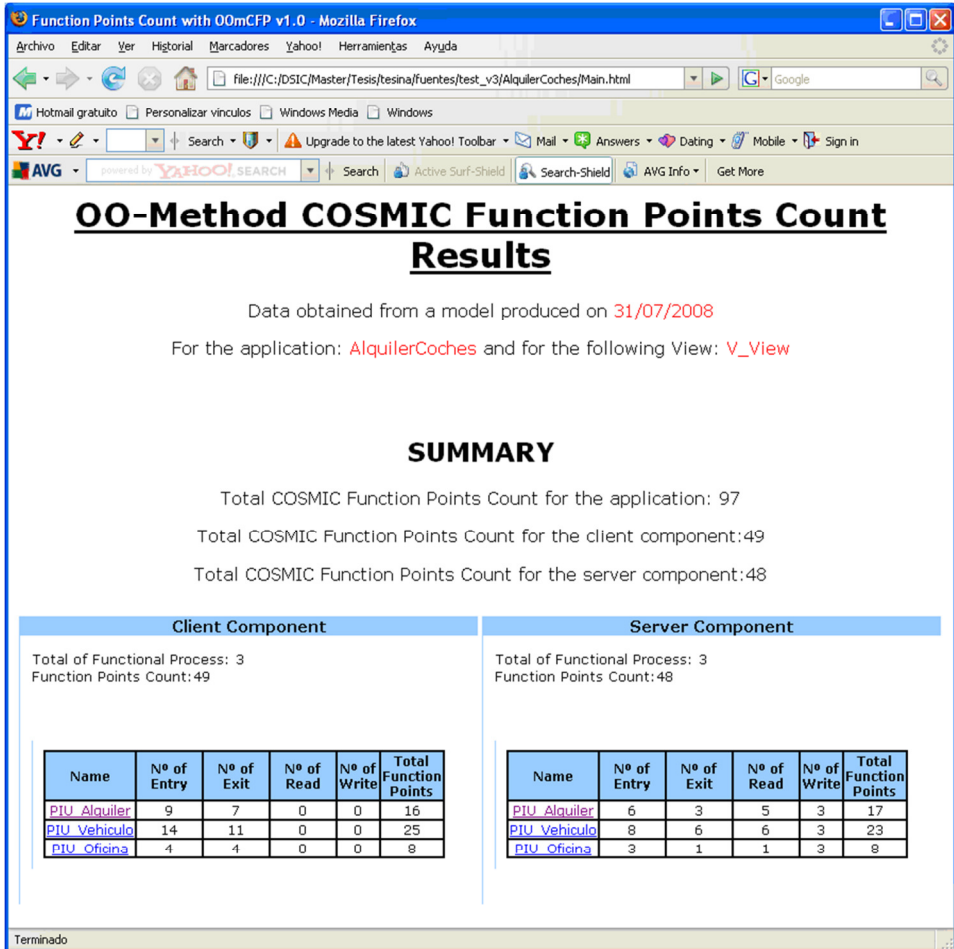 Function Points Count with OOmCFP v1.0 - Mozilla Firefox
Archivo Editar Ver Historial Marcadores Yahoo! Herramientas Ayuda
file:///C:/DSIC/Master/Tesis/tesina/fuentes/test_v3/AlquilerCoches/Main.html G Google
Hotmail gratuito Personalizar vínculos Windows Media Windows
Y! Search Upgrade to the latest Yahoo! Toolbar Mail Answers Dating Mobile Sign in
AVG powered by YAHOO! SEARCH Search Active Surf-Shield Search-Shield AVG Info Get More
OO-Method COSMIC Function Points Count
Results
Data obtained from a model produced on 31/07/2008
For the application: AlquilerCoches and for the following View: V_View
SUMMARY
Total COSMIC Function Points Count for the application: 97
Total COSMIC Function Points Count for the client component:49
Total COSMIC Function Points Count for the server component:48
Client Component
Total of Functional Process: 3
Function Points Count:49
Name Nº of Entry Nº of Exit Nº of Read Nº of Write Total Function Points
PIU_Alquiler 9 7 0 0 16
PIU_Vehiculo 14 11 0 0 25
PIU_Oficina 4 4 0 0 8
Server Component
Total of Functional Process: 3
Function Points Count:48
Name Nº of Entry Nº of Exit Nº of Read Nº of Write Total Function Points
PIU_Alquiler 6 3 5 3 17
PIU_Vehiculo 8 6 6 3 23
PIU_Oficina 3 1 1 3 8
Terminado